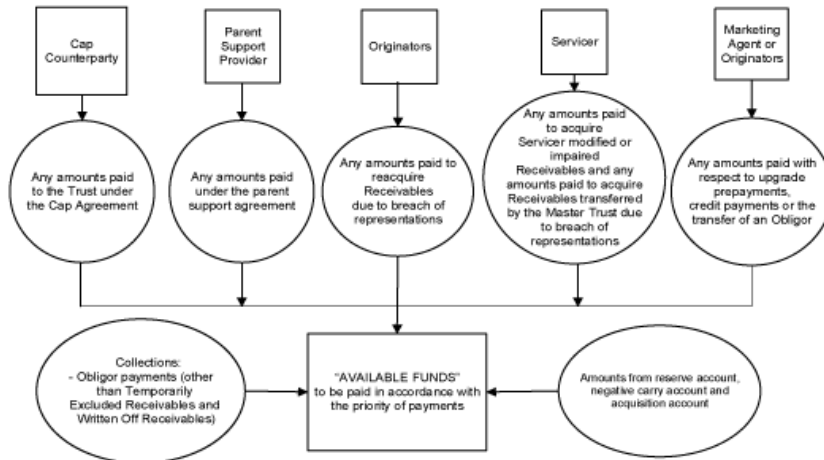 Cap
Counterparty
Parent
Support
Provider
Originators
Servicer
Marketing
Agent or
Originators
Any amounts paid
to the Trust under
the Cap Agreement
Any amounts paid
under the parent
support agreement
Any amounts paid to
reacquire
Receivables
due to breach of
representations
Any amounts paid
to acquire
Servicer modified or
impaired
Receivables and any
amounts paid to acquire
Receivables transferred
by the Master Trust due
to breach of
representations
Any amounts paid with
respect to upgrade
prepayments,
credit payments or the
transfer of an Obligor
Collections:
- Obligor payments (other
than Temporarily
Excluded Receivables and
Written Off Receivables)
"AVAILABLE FUNDS"
to be paid in accordance with
the priority of payments
Amounts from reserve account,
negative carry account and
acquisition account